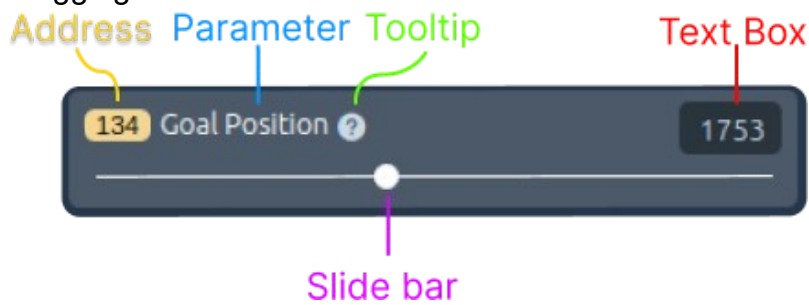 Address Parameter Tooltip Text Box
134 Goal Position ? 1753
Slide bar